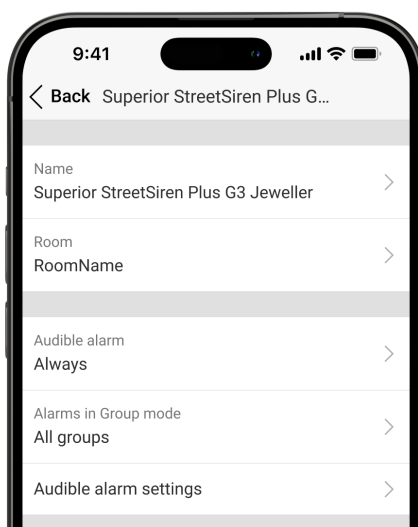 9:41
Back Superior StreetSiren Plus G...
Name
Superior StreetSiren Plus G3 Jeweller
Room
RoomName
Audible alarm
Always
Alarms in Group mode
All groups
Audible alarm settings